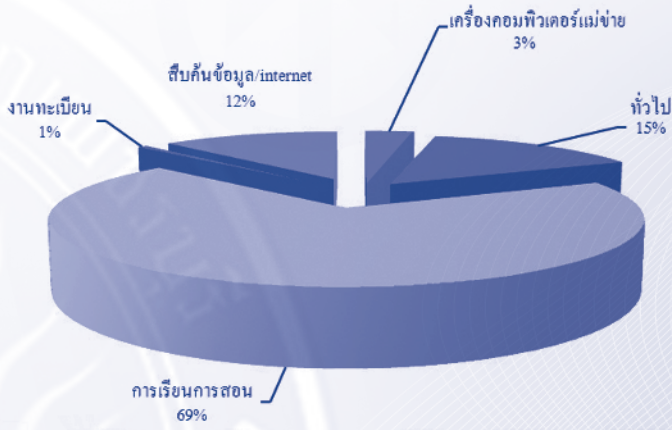 เครื่องคอมพิวเตอร์แม่ข่าย
3%
สืบค้นข้อมูล/internet
12%
งานทะเบียน
1%
ทั่วไป
15%
การเรียนการสอน
69%